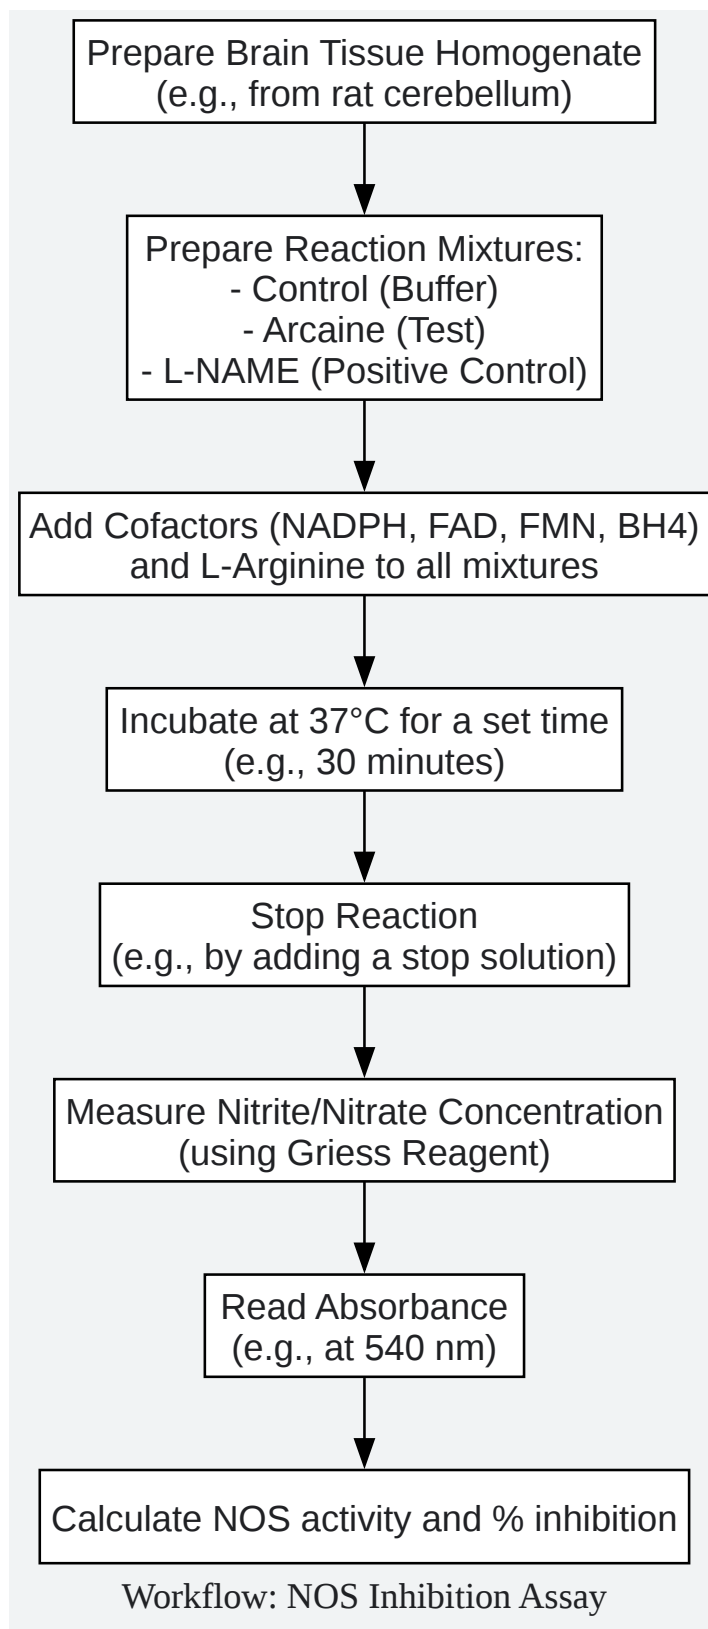 Prepare Brain Tissue Homogenate
(e.g., from rat cerebellum)
Prepare Reaction Mixtures:
- Control (Buffer)
- Arcaine (Test)
- L-NAME (Positive Control)
Add Cofactors (NADPH, FAD, FMN, BH4)
and L-Arginine to all mixtures
Incubate at 37°C for a set time
(e.g., 30 minutes)
Stop Reaction
(e.g., by adding a stop solution)
Measure Nitrite/Nitrate Concentration
(using Griess Reagent)
Read Absorbance
(e.g., at 540 nm)
Calculate NOS activity and % inhibition
Workflow: NOS Inhibition Assay